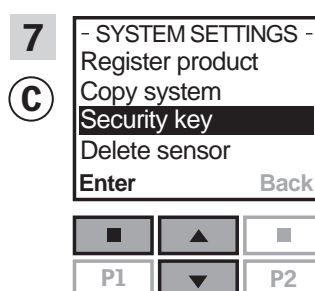 7
C
- SYSTEM SETTINGS -
Register product
Copy system
Security key
Delete sensor
Enter Back
P1 P2